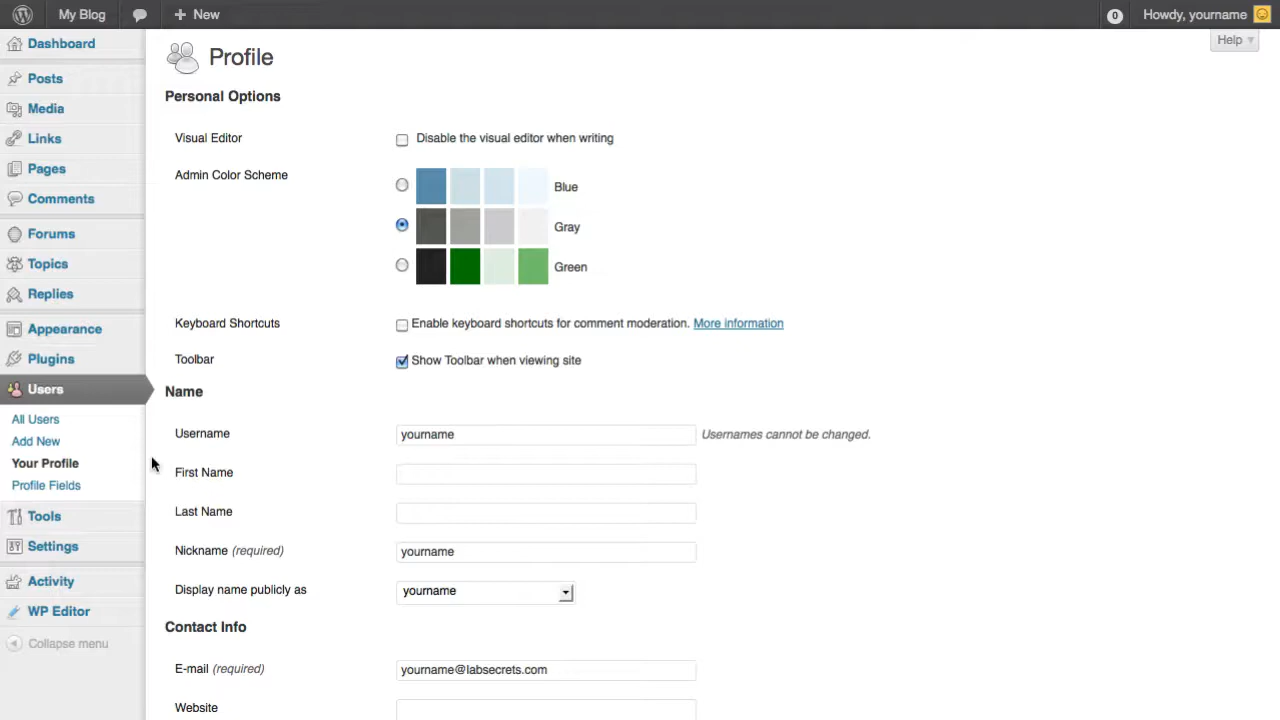 My Blog
New
0
Howdy, yourname
Help
Dashboard
Posts
Media
Links
Pages
Comments
Forums
Topics
Replies
Appearance
Plugins
Users
All Users
Add New
Your Profile
Profile Fields
Tools
Settings
Activity
WP Editor
Collapse menu
Profile
Personal Options
Visual Editor
Disable the visual editor when writing
Admin Color Scheme
Blue
Gray
Green
Keyboard Shortcuts
Enable keyboard shortcuts for comment moderation. More information
Toolbar
Show Toolbar when viewing site
Name
Username
yourname
Usernames cannot be changed.
First Name
Last Name
Nickname (required)
yourname
Display name publicly as
yourname
Contact Info
E-mail (required)
yourname@labsecrets.com
Website